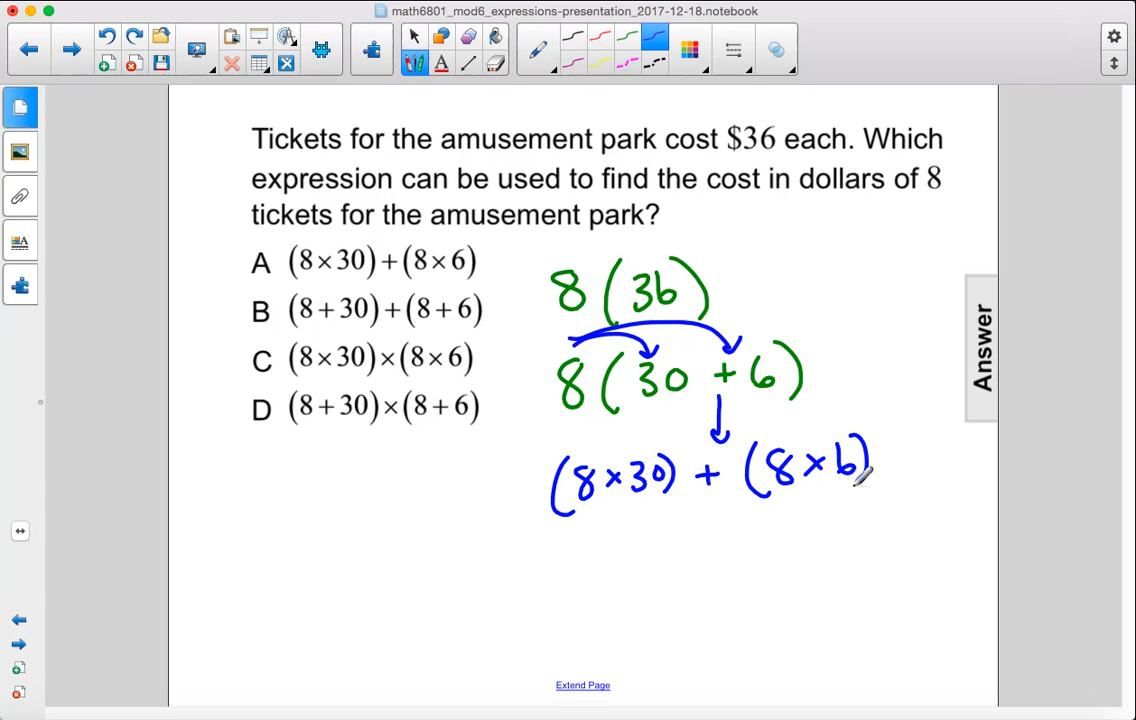 math6801_mod6_expressions-presentation_2017-12-18.notebook
Tickets for the amusement park cost $36 each. Which
expression can be used to find the cost in dollars of 8
tickets for the amusement park?
A (8×30)+(8×6)
B (8+30)+(8+6)
C (8×30)×(8×6)
D (8+30)×(8+6)
8(36)
8(30+6)
(8×30) + (8×6)
Answer
Extend Page